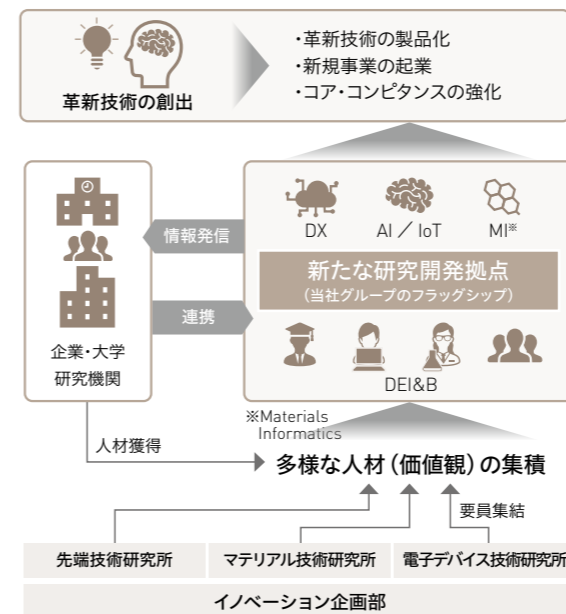 革新技術の創出
・革新技術の製品化
・新規事業の起業
・コア・コンピタンスの強化
企業・大学
研究機関
情報発信
連携
DX
AI／IoT
MI※
新たな研究開発拠点
(当社グループのフラッグシップ)
DEI&B
※Materials
Informatics
人材獲得
多様な人材(価値観)の集積
要員集結
先端技術研究所
マテリアル技術研究所
電子デバイス技術研究所
イノベーション企画部